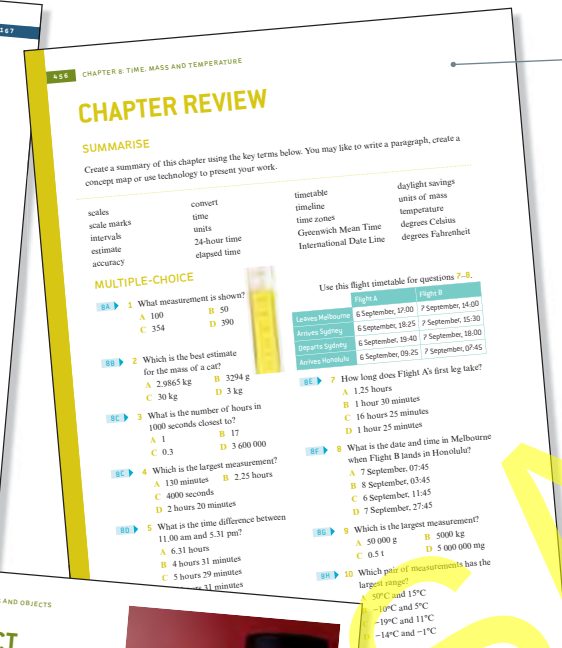 167
456 CHAPTER 8: TIME, MASS AND TEMPERATURE
CHAPTER REVIEW
SUMMARISE
Create a summary of this chapter using the key terms below. You may like to write a paragraph, create a
concept map or use technology to present your work.
scales
scale marks
intervals
estimate
accuracy
convert
time
units
24-hour time
elapsed time
timetable
timeline
time zones
Greenwich Mean Time
International Date Line
daylight savings
units of mass
temperature
degrees Celsius
degrees Fahrenheit
MULTIPLE-CHOICE
8A 1 What measurement is shown?
A 100 B 50
C 354 D 390
8B 2 Which is the best estimate
for the mass of a cat?
A 2.9865 kg B 3294 g
C 30 kg D 3 kg
8C 3 What is the number of hours in
1000 seconds closest to?
A 1 B 17
C 0.3 D 3 600 000
8C 4 Which is the largest measurement?
A 130 minutes B 2.25 hours
C 4000 seconds
D 2 hours 20 minutes
8D 5 What is the time difference between
11.00 am and 5.31 pm?
A 6.31 hours
B 4 hours 31 minutes
C 5 hours 29 minutes
31 minutes
Use this flight timetable for questions 7–8.
Flight A Flight B
Leaves Melbourne 6 September, 17:00 7 September, 14:00
Arrives Sydney 6 September, 18:25 7 September, 15:30
Departs Sydney 6 September, 19:40 7 September, 18:00
Arrives Honolulu 6 September, 09:25 7 September, 07:45
8E 7 How long does Flight A's first leg take?
A 1.25 hours
B 1 hour 30 minutes
C 16 hours 25 minutes
D 1 hour 25 minutes
8F 8 What is the date and time in Melbourne
when Flight B lands in Honolulu?
A 7 September, 07:45
B 8 September, 03:45
C 6 September, 11:45
D 7 September, 27:45
8G 9 Which is the largest measurement?
A 50 000 g B 5000 kg
C 0.5 t D 5 000 000 mg
8H 10 Which pair of measurements has the
largest range?
A 50°C and 15°C
B −10°C and 5°C
C −19°C and 11°C
D −14°C and −1°C
AND OBJECTS
CT